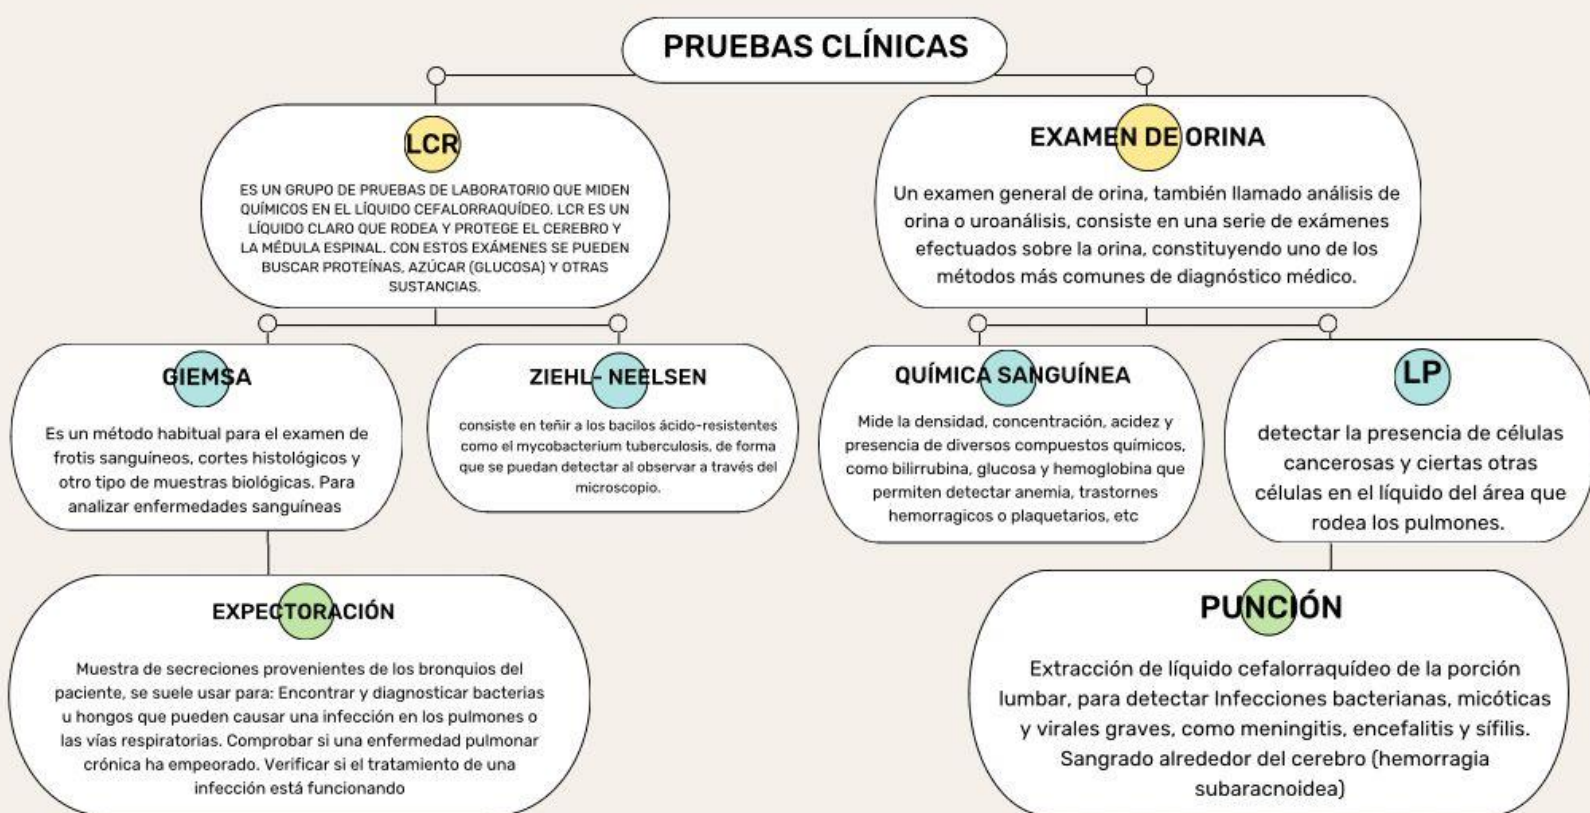 PRUEBAS CLÍNICAS
LCR
ES UN GRUPO DE PRUEBAS DE LABORATORIO QUE MIDEN
QUÍMICOS EN EL LÍQUIDO CEFALORRAQUÍDEO. LCR ES UN
LÍQUIDO CLARO QUE RODEA Y PROTEGE EL CEREBRO Y
LA MÉDULA ESPINAL. CON ESTOS EXÁMENES SE PUEDEN
BUSCAR PROTEÍNAS, AZÚCAR (GLUCOSA) Y OTRAS
SUSTANCIAS.
EXAMEN DE ORINA
Un examen general de orina, también llamado análisis de
orina o uroanálisis, consiste en una serie de exámenes
efectuados sobre la orina, constituyendo uno de los
métodos más comunes de diagnóstico médico.
GIEMSA
Es un método habitual para el examen de
frotis sanguíneos, cortes histológicos y
otro tipo de muestras biológicas. Para
analizar enfermedades sanguíneas
ZIEHL- NEELSEN
consiste en teñir a los bacilos ácido-resistentes
como el mycobacterium tuberculosis, de forma
que se puedan detectar al observar a través del
microscopio.
QUÍMICA SANGUÍNEA
Mide la densidad, concentración, acidez y
presencia de diversos compuestos químicos,
como bilirrubina, glucosa y hemoglobina que
permiten detectar anemia, trastornes
hemorragicos o plaquetarios, etc
LP
detectar la presencia de células
cancerosas y ciertas otras
células en el líquido del área que
rodea los pulmones.
EXPECTORACIÓN
Muestra de secreciones provenientes de los bronquios del
paciente, se suele usar para: Encontrar y diagnosticar bacterias
u hongos que pueden causar una infección en los pulmones o
las vías respiratorias. Comprobar si una enfermedad pulmonar
crónica ha empeorado. Verificar si el tratamiento de una
infección está funcionando
PUNCIÓN
Extracción de líquido cefalorraquídeo de la porción
lumbar, para detectar Infecciones bacterianas, micóticas
y virales graves, como meningitis, encefalitis y sífilis.
Sangrado alrededor del cerebro (hemorragia
subaracnoidea)